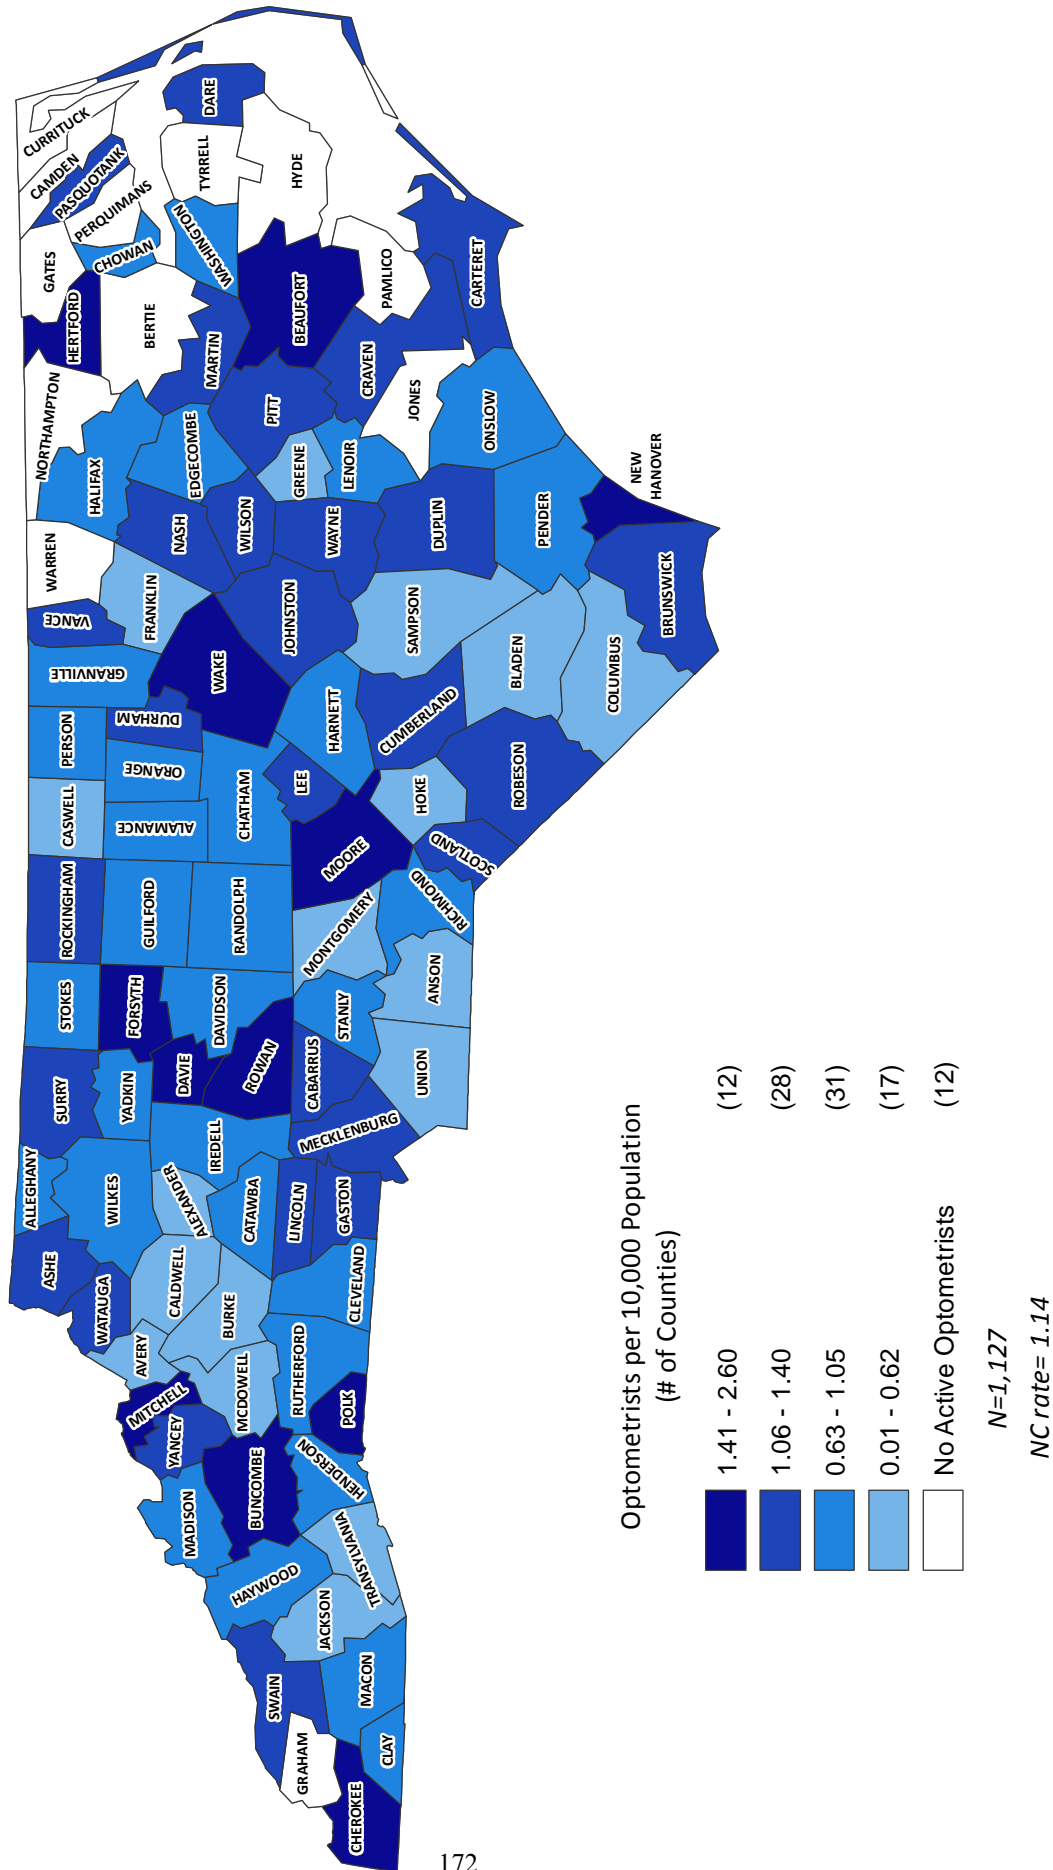 CHEROKEE
GRAHAM
CLAY
SWAIN
MACON
JACKSON
HAYWOOD
TRANSYLVANIA
MADISON
BUNCOMBE
HENDERSON
YANCEY
MITCHELL
POLK
AVERY
MCDOWELL
RUTHERFORD
WATAUGA
ASHE
CALDWELL
BURKE
CLEVELAND
ALLEGHANY
WILKES
ALEXANDER
CATAWBA
LINCOLN
GASTON
SURRY
YADKIN
IREDELL
MECKLENBURG
STOKES
FORSYTH
DAVIE
DAVIDSON
ROWAN
CABARRUS
STANLY
UNION
ANSON
ROCKINGHAM
GUILFORD
RANDOLPH
MONTGOMERY
RICHMOND
CASWELL
ALAMANCE
CHATHAM
MOORE
SCOTLAND
PERSON
ORANGE
DURHAM
LEE
HOKE
ROBESON
GRANVILLE
WAKE
HARNETT
CUMBERLAND
VANCE
WARREN
FRANKLIN
JOHNSTON
SAMPSON
BLADEN
COLUMBUS
BRUNSWICK
NEW
HANOVER
NORTHAMPTON
HALIFAX
NASH
EDGECOMBE
WILSON
WAYNE
GREENE
LENOIR
DUPLIN
PENDER
ONSLOW
HERTFORD
BERTIE
MARTIN
PITT
BEAUFORT
CRAVEN
JONES
PAMLICO
CARTERET
GATES
CHOWAN
PERQUIMANS
PASQUOTANK
CAMDEN
CURRITUCK
WASHINGTON
TYRRELL
DARE
HYDE
Optometrists per 10,000 Population
(# of Counties)
1.41 - 2.60 (12)
1.06 - 1.40 (28)
0.63 - 1.05 (31)
0.01 - 0.62 (17)
No Active Optometrists (12)
N=1,127
NC rate= 1.14
172